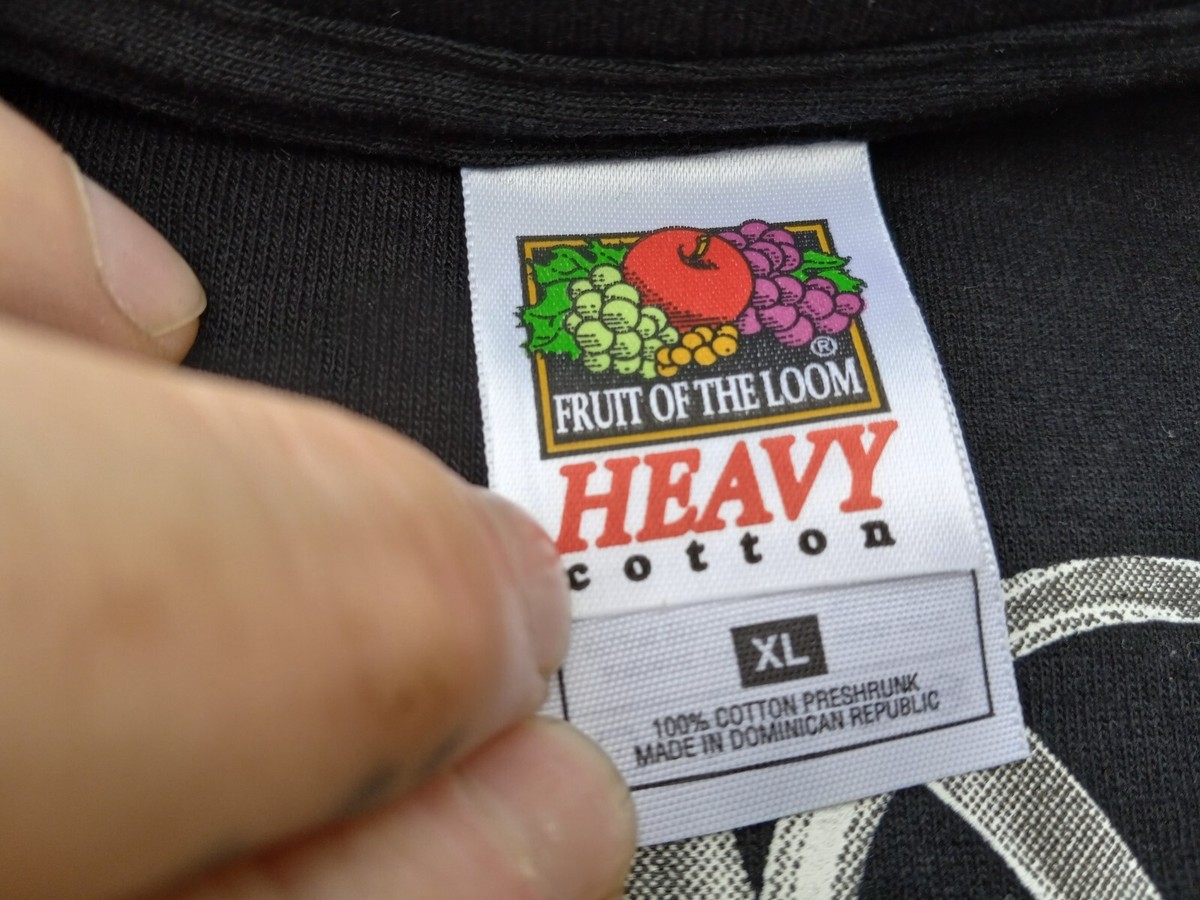 ®
FRUIT OF THE LOOM
HEAVY
cotton
XL
100% COTTON PRESHRUNK
MADE IN DOMINICAN REPUBLIC